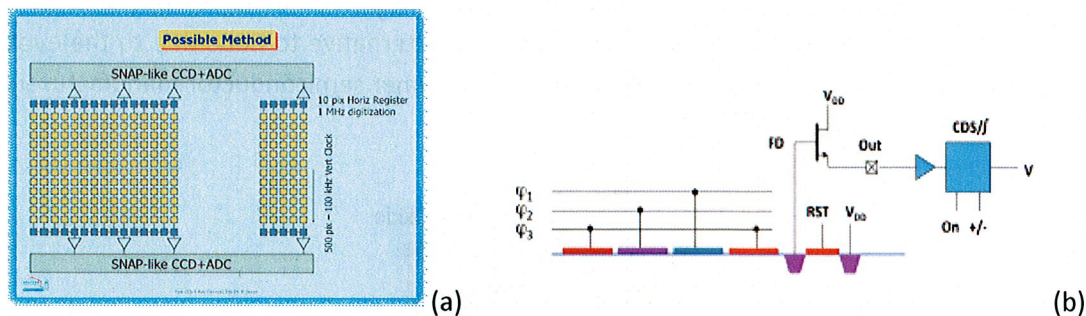 Possible Method
SNAP-like CCD+ADC
10 pix Horiz Register
1 MHz digitization
500 pix – 100 kHz Vert Clock
SNAP-like CCD+ADC
(a)
V_DD
FD
Out
CDS/∫
V
φ1
φ2
φ3
RST
V_DD
On +/-
(b)